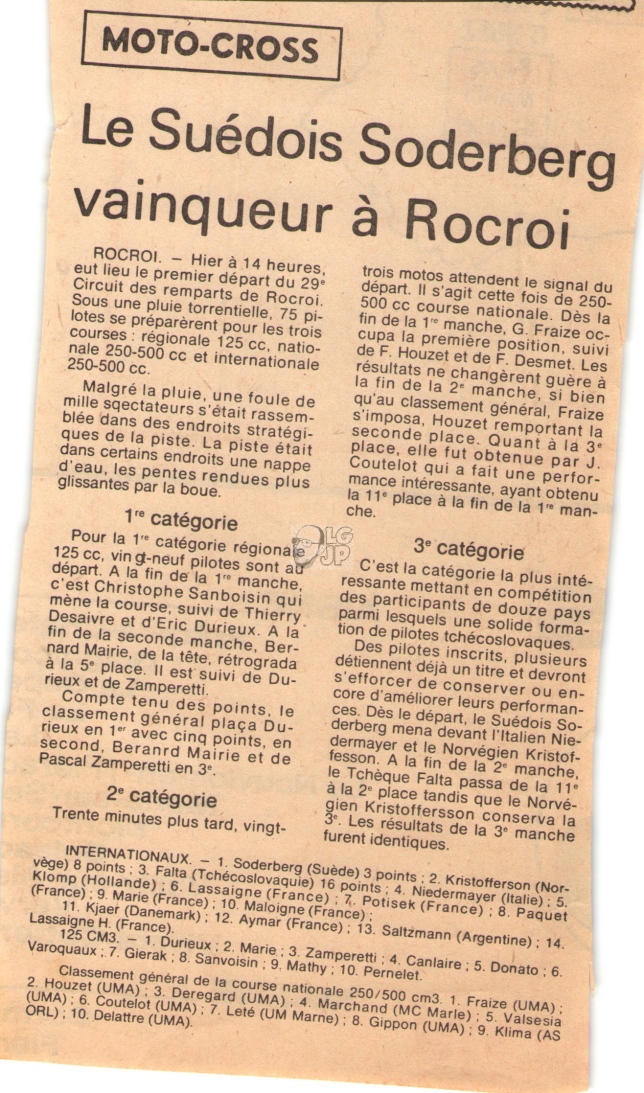 MOTO-CROSS
Le Suédois Soderberg
vainqueur à Rocroi
ROCROI. — Hier à 14 heures,
eut lieu le premier départ du 29e
Circuit des remparts de Rocroi.
Sous une pluie torrentielle, 75 pi-
lotes se préparèrent pour les trois
courses : régionale 125 cc, natio-
nale 250-500 cc et internationale
250-500 cc.
Malgré la pluie, une foule de
mille sqectateurs s'était rassem-
blée dans des endroits stratégi-
ques de la piste. La piste était
dans certains endroits une nappe
d'eau, les pentes rendues plus
glissantes par la boue.
1re catégorie
Pour la 1re catégorie régionale
125 cc, vingt-neuf pilotes sont au
départ. A la fin de la 1re manche,
c'est Christophe Sanboisin qui
mène la course, suivi de Thierry
Desaivre et d'Eric Durieux. A la
fin de la seconde manche, Ber-
nard Mairie, de la tête, rétrograda
à la 5e place. Il est suivi de Du-
rieux et de Zamperetti.
Compte tenu des points, le
classement général plaça Du-
rieux en 1er avec cinq points, en
second, Beranrd Mairie et de
Pascal Zamperetti en 3e.
2e catégorie
Trente minutes plus tard, vingt-
trois motos attendent le signal du
départ. Il s'agit cette fois de 250-
500 cc course nationale. Dès la
fin de la 1re manche, G. Fraize oc-
cupa la première position, suivi
de F. Houzet et de F. Desmet. Les
résultats ne changèrent guère à
la fin de la 2e manche, si bien
qu'au classement général, Fraize
s'imposa, Houzet remportant la
seconde place. Quant à la 3e
place, elle fut obtenue par J.
Coutelot qui a fait une perfor-
mance intéressante, ayant obtenu
la 11e place à la fin de la 1re man-
che.
3e catégorie
C'est la catégorie la plus inté-
ressante mettant en compétition
des participants de douze pays
parmi lesquels une solide forma-
tion de pilotes tchécoslovaques.
Des pilotes inscrits, plusieurs
détiennent déjà un titre et devront
s'efforcer de conserver ou en-
core d'améliorer leurs performan-
ces. Dès le départ, le Suédois So-
derberg mena devant l'Italien Nie-
dermayer et le Norvégien Kristof-
fesson. A la fin de la 2e manche,
le Tchèque Falta passa de la 11e
à la 2e place tandis que le Norvé-
gien Kristoffersson conserva la
3e. Les résultats de la 3e manche
furent identiques.
INTERNATIONAUX. — 1. Soderberg (Suède) 3 points ; 2. Kristofferson (Nor-
vège) 8 points ; 3. Falta (Tchécoslovaquie) 16 points ; 4. Niedermayer (Italie) ; 5.
Klomp (Hollande) ; 6. Lassaigne (France) ; 7. Potisek (France) ; 8. Paquet
(France) ; 9. Marie (France) ; 10. Maloigne (France) ;
11. Kjaer (Danemark) ; 12. Aymar (France) ; 13. Saltzmann (Argentine) ; 14.
Lassaigne H. (France).
125 CM3. — 1. Durieux ; 2. Marie ; 3. Zamperetti ; 4. Canlaire ; 5. Donato ; 6.
Varoquaux ; 7. Gierak ; 8. Sanvoisin ; 9. Mathy ; 10. Pernelet.
Classement général de la course nationale 250/500 cm3. 1. Fraize (UMA) ;
2. Houzet (UMA) ; 3. Deregard (UMA) ; 4. Marchand (MC Marle) ; 5. Valsesia
(UMA) ; 6. Coutelot (UMA) ; 7. Leté (UM Marne) ; 8. Gippon (UMA) ; 9. Klima (AS
ORL) ; 10. Delattre (UMA).
LG
JP